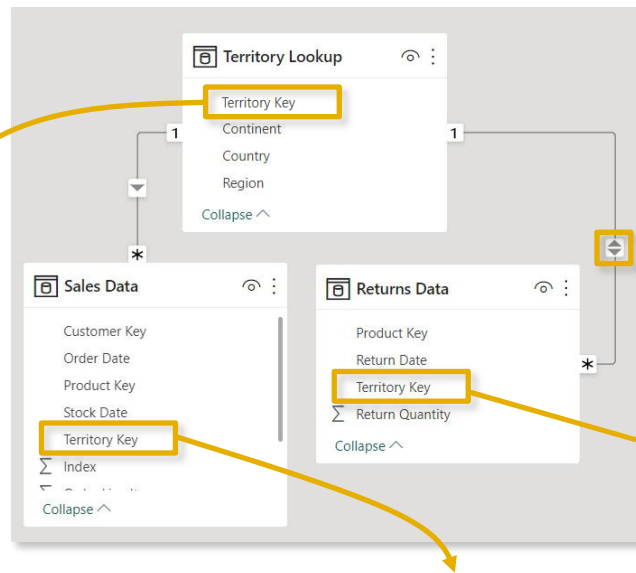 Territory Lookup
Territory Key
Continent
Country
Region
Collapse
1
1
*
*
Sales Data
Customer Key
Order Date
Product Key
Stock Date
Territory Key
Σ Index
Collapse
Returns Data
Product Key
Return Date
Territory Key
Σ Return Quantity
Collapse